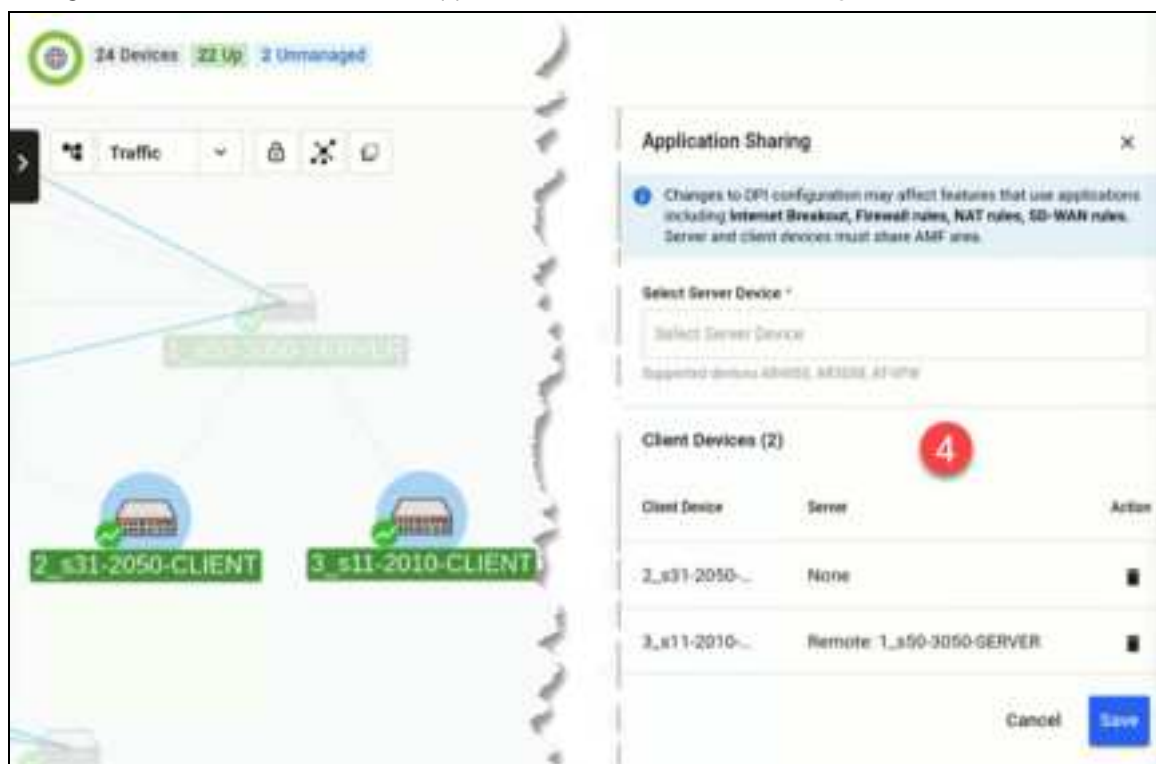 24 Devices 22 Up 2 Unmanaged
Traffic
2_s31-2050-CLIENT
3_s11-2010-CLIENT
Application Sharing
Changes to DPI configuration may affect features that use applications
including Internet Breakout, Firewall rules, NAT rules, SD-WAN rules.
Server and client devices must share AMF area.
Select Server Device *
Select Server Device
Supported devices
Client Devices (2)
4
Client Device Server Action
2_s31-2050-... None
3_s11-2010-... Remote: 1_s50-3050-SERVER
Cancel Save